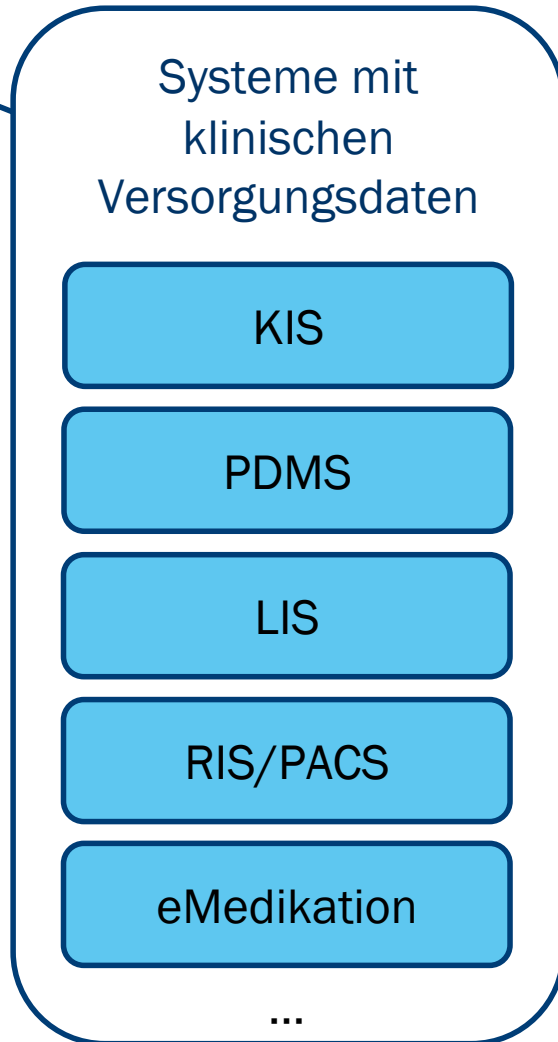 Systeme mit
klinischen
Versorgungsdaten
KIS
PDMS
LIS
RIS/PACS
eMedikation
...